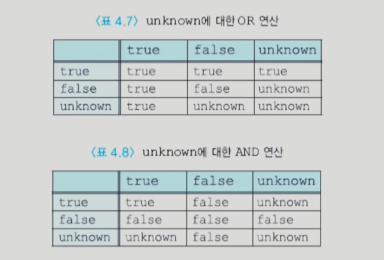 〈표 4.7〉 unknown에 대한 OR 연산
true false unknown
true true true true
false true false unknown
unknown true unknown unknown
〈표 4.8〉 unknown에 대한 AND 연산
true false unknown
true true false unknown
false false false false
unknown unknown false unknown